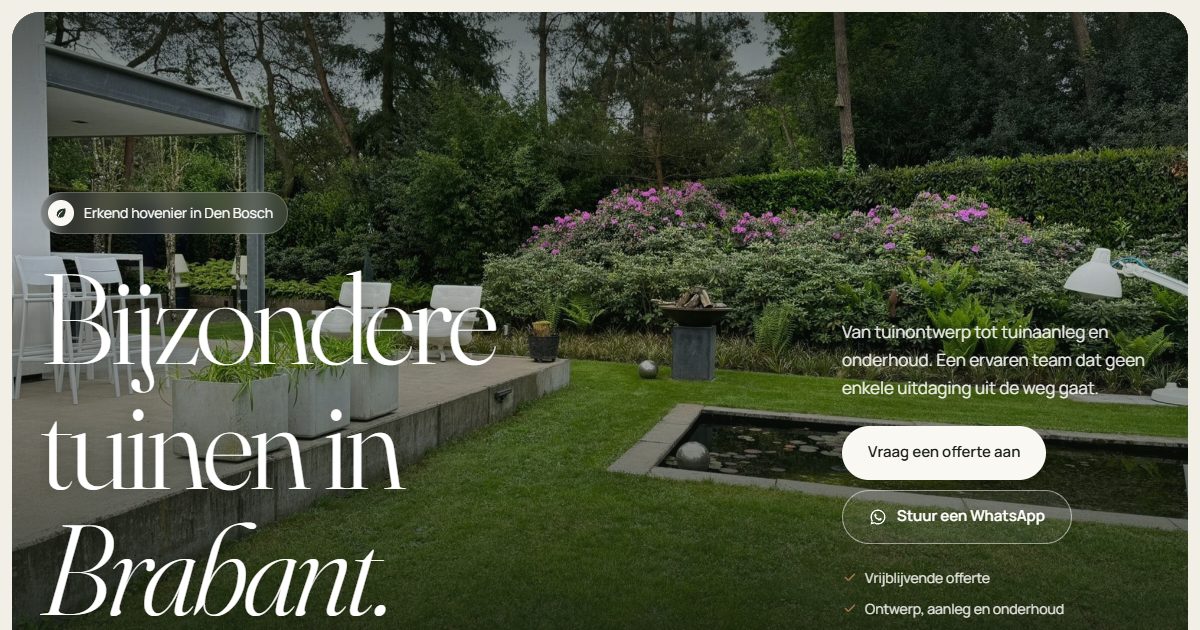 Erkend hovenier in Den Bosch
Bijzondere
tuinen in
Brabant.
Van tuinontwerp tot tuinaanleg en
onderhoud. Een ervaren team dat geen
enkele uitdaging uit de weg gaat.
Vraag een offerte aan
Stuur een WhatsApp
Vrijblijvende offerte
Ontwerp, aanleg en onderhoud